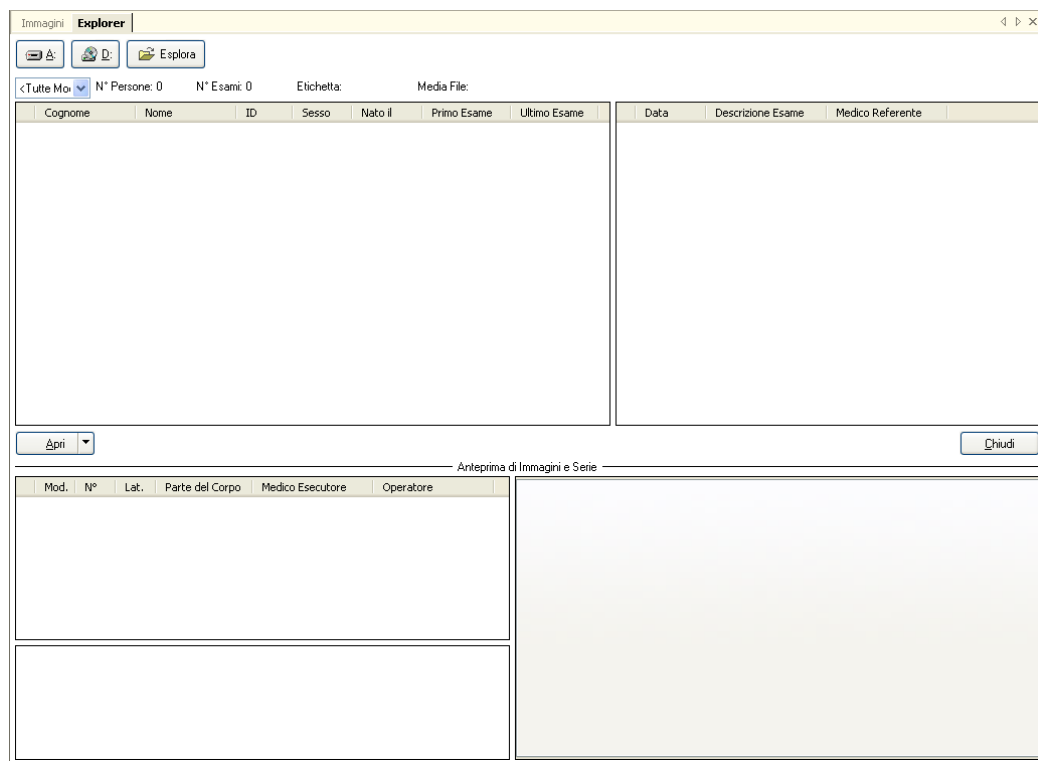 Immagini Explorer
A: D: Esplora
<Tutte Mo N° Persone: 0 N° Esami: 0 Etichetta: Media File:
Cognome Nome ID Sesso Nato il Primo Esame Ultimo Esame Data Descrizione Esame Medico Referente
Apri Chiudi
Anteprima di Immagini e Serie
Mod. N° Lat. Parte del Corpo Medico Esecutore Operatore